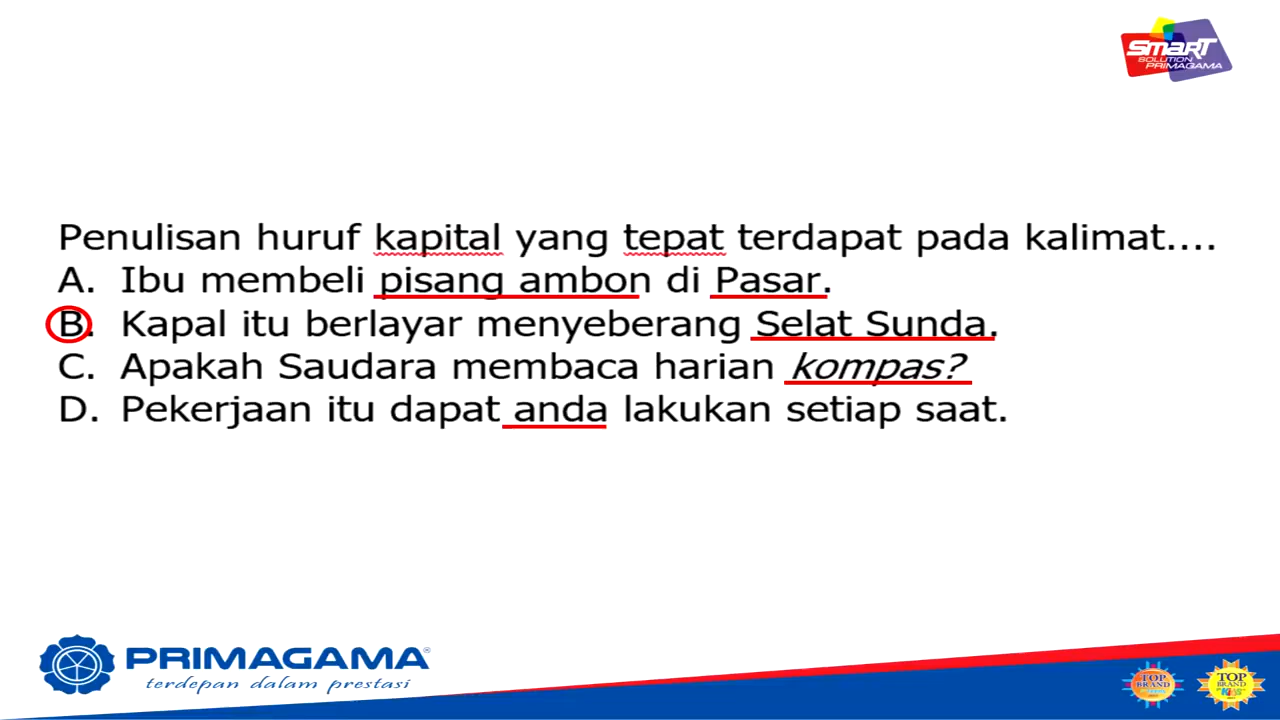 SmarT
SOLUTION
PRIMAGAMA
Penulisan huruf kapital yang tepat terdapat pada kalimat....
A. Ibu membeli pisang ambon di Pasar.
B. Kapal itu berlayar menyeberang Selat Sunda.
C. Apakah Saudara membaca harian kompas?
D. Pekerjaan itu dapat anda lakukan setiap saat.
PRIMAGAMA®
terdepan dalam prestasi
TOP
BRAND
TOP
BRAND
KIDS